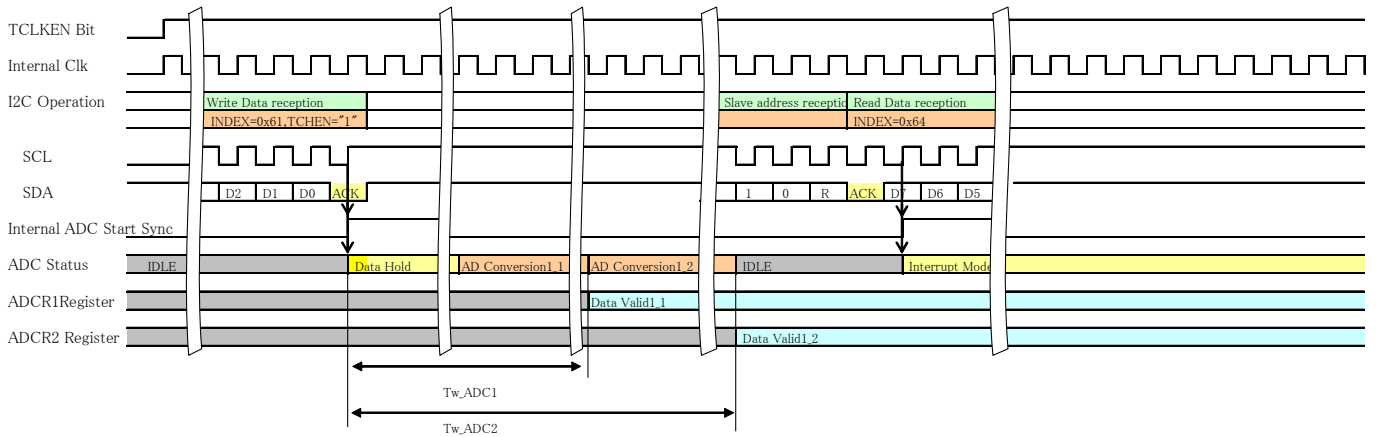 TCLKEN Bit
Internal Clk
I2C Operation
Write Data reception
Slave address receptio
Read Data reception
INDEX=0x61,TCHEN="1"
INDEX=0x64
SCL
SDA
D2 D1 D0 ACK
1 0 R ACK D7 D6 D5
Internal ADC Start Sync
ADC Status
IDLE
Data Hold
AD Conversion1_1
AD Conversion1_2
IDLE
Interrupt Mode
ADCR1Register
Data Valid1_1
ADCR2 Register
Data Valid1_2
Tw_ADC1
Tw_ADC2